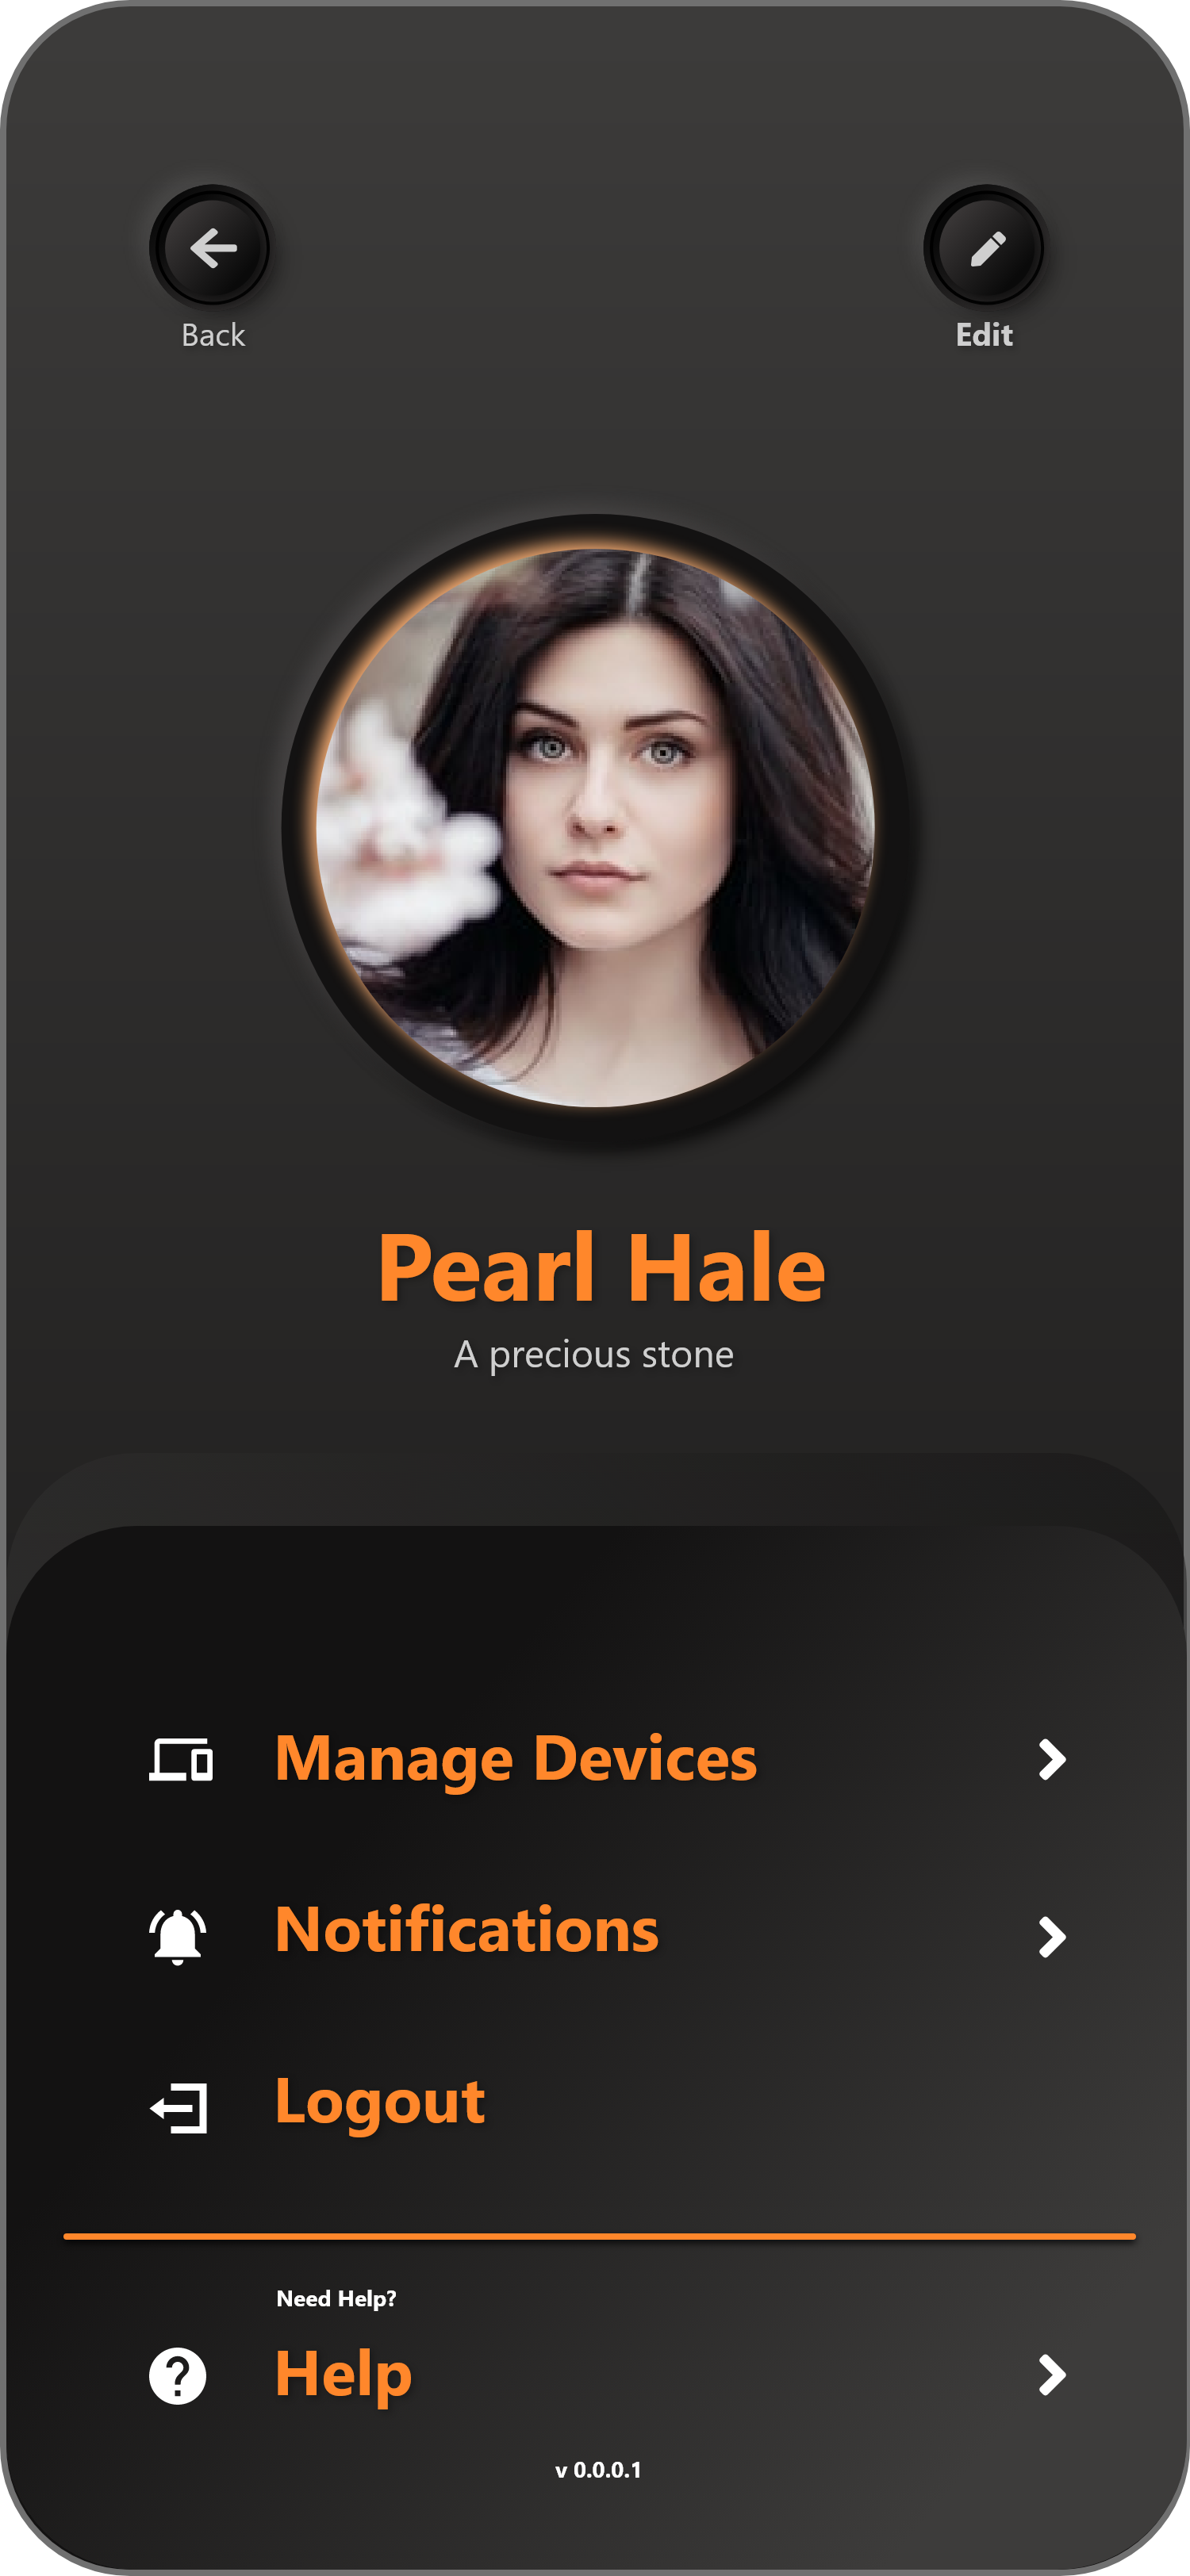 Back
Edit
Pearl Hale
A precious stone
Manage Devices
Notifications
Logout
Need Help?
Help
v 0.0.0.1